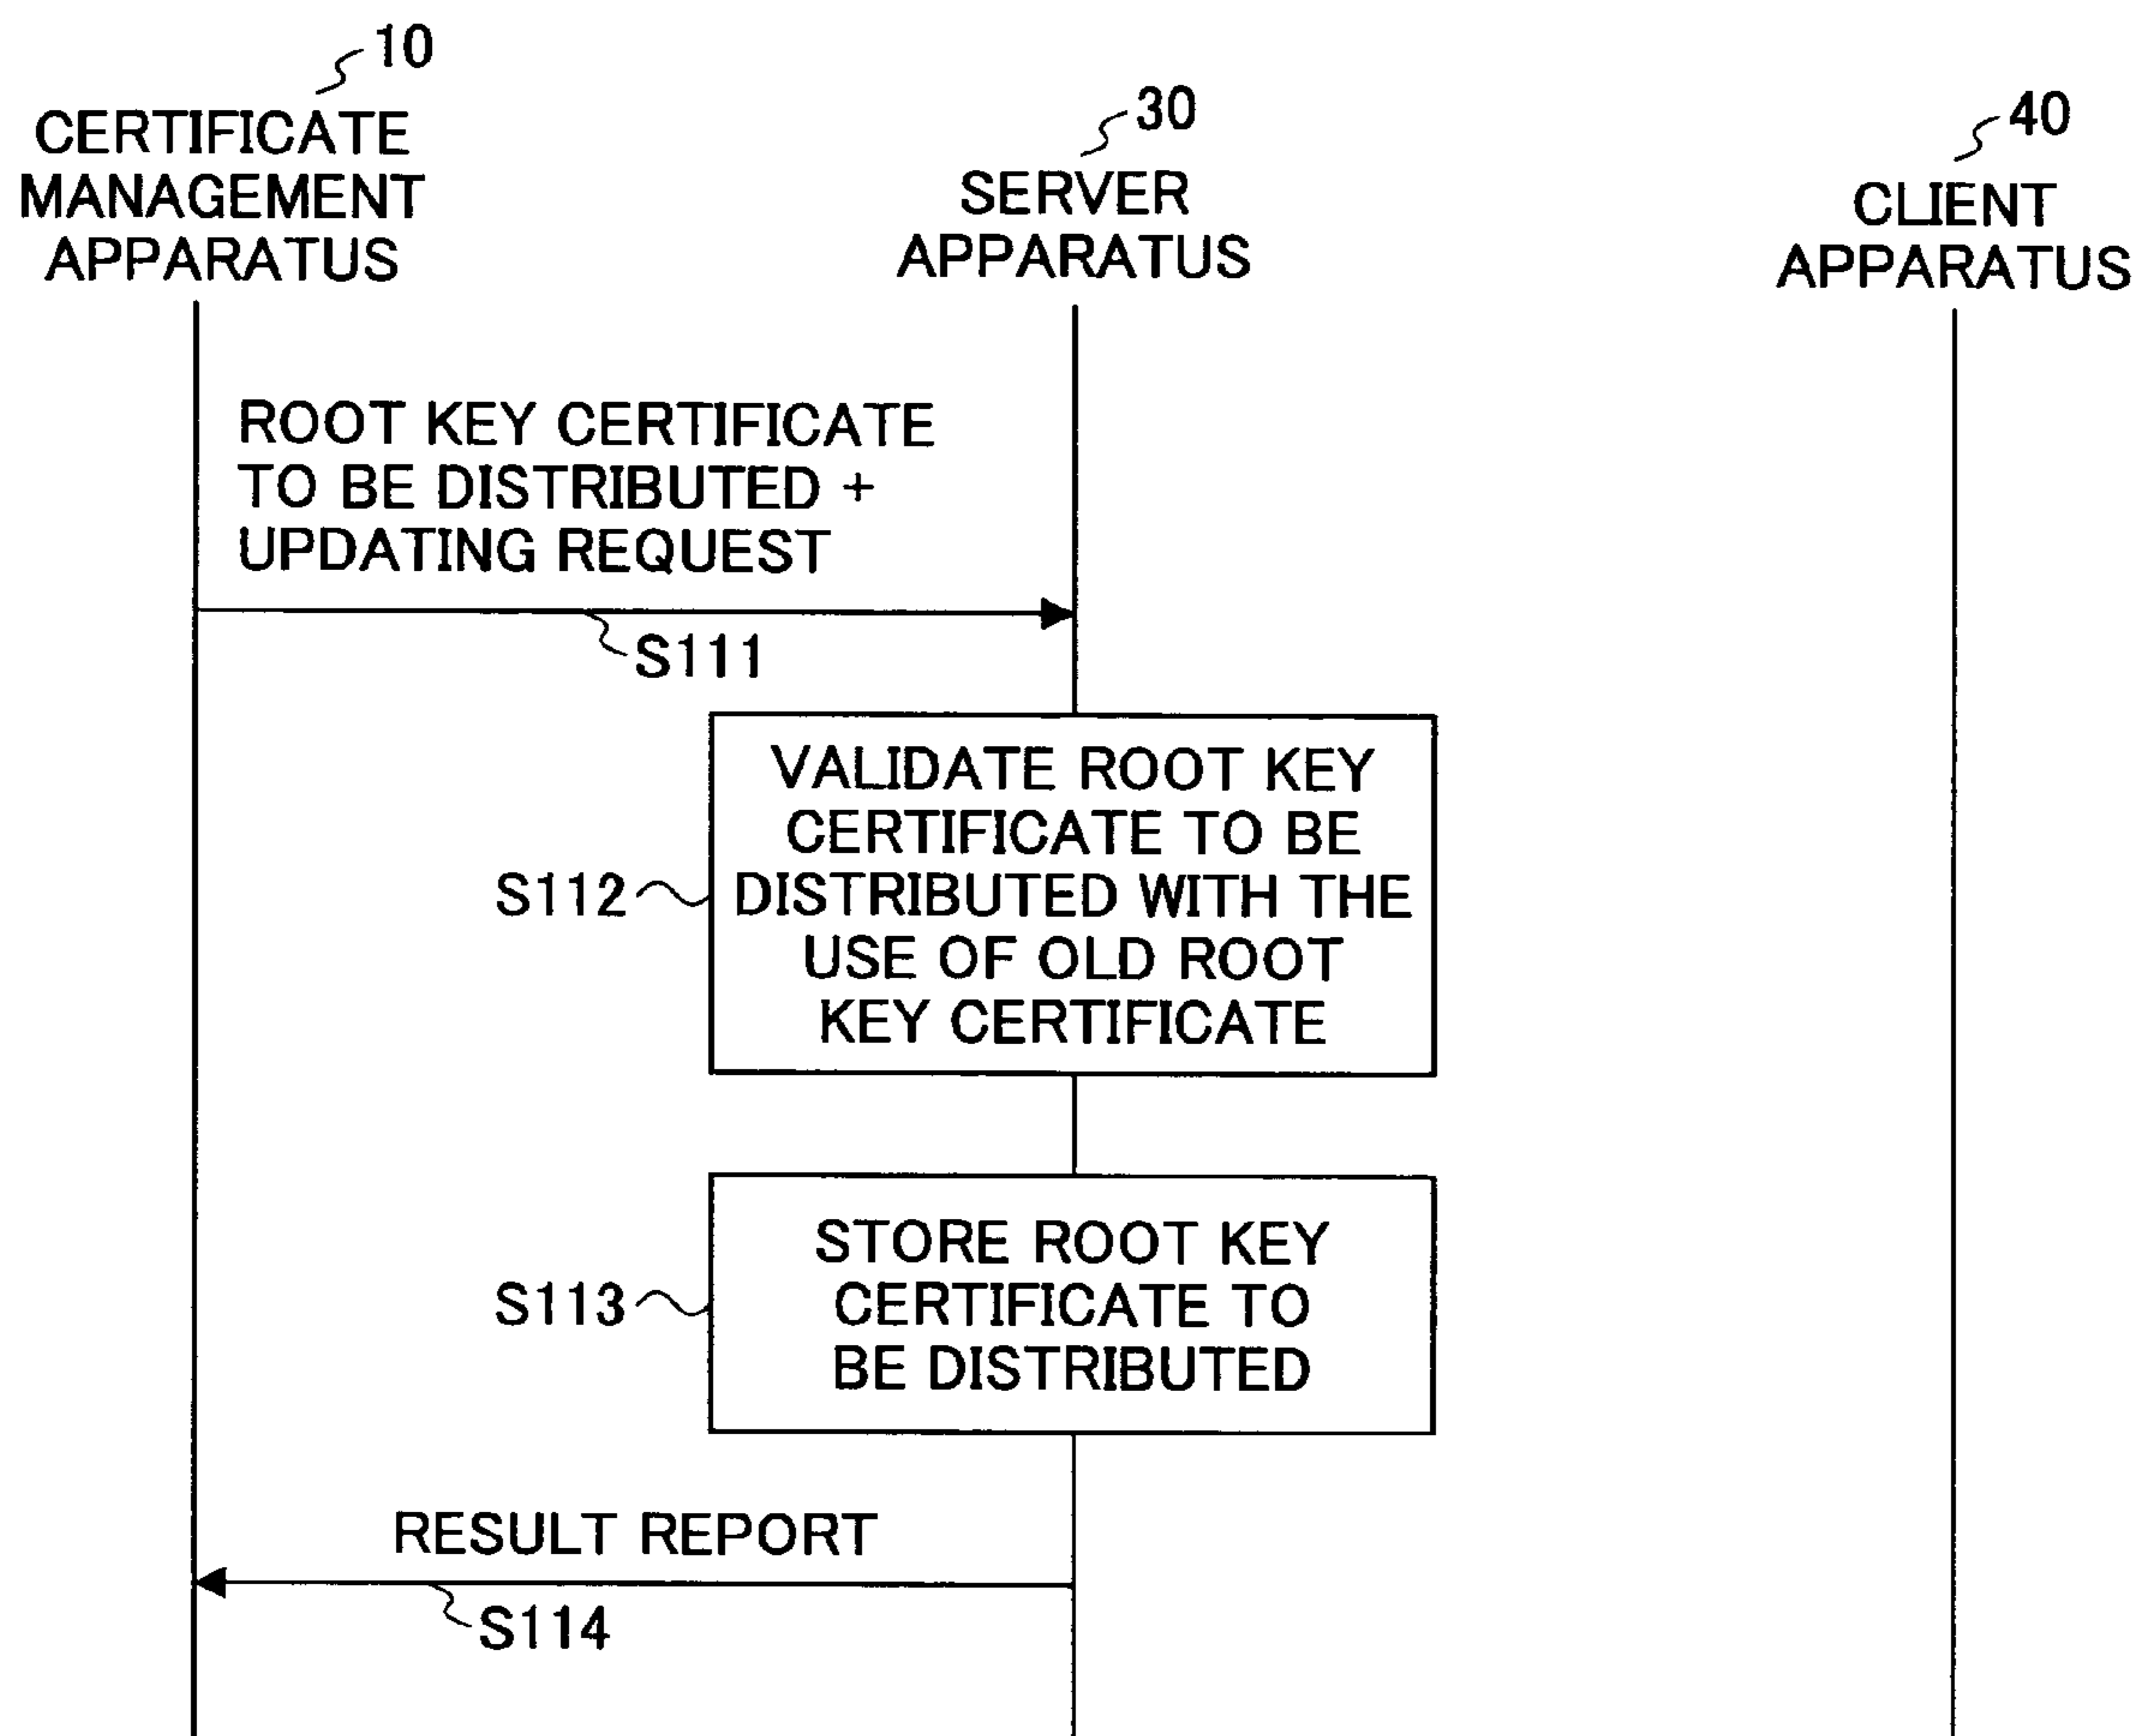 10
CERTIFICATE
MANAGEMENT
APPARATUS
30
SERVER
APPARATUS
40
CLIENT
APPARATUS
ROOT KEY CERTIFICATE
TO BE DISTRIBUTED +
UPDATING REQUEST
S111
VALIDATE ROOT KEY
CERTIFICATE TO BE
DISTRIBUTED WITH THE
USE OF OLD ROOT
KEY CERTIFICATE
S112
STORE ROOT KEY
CERTIFICATE TO
BE DISTRIBUTED
S113
RESULT REPORT
S114